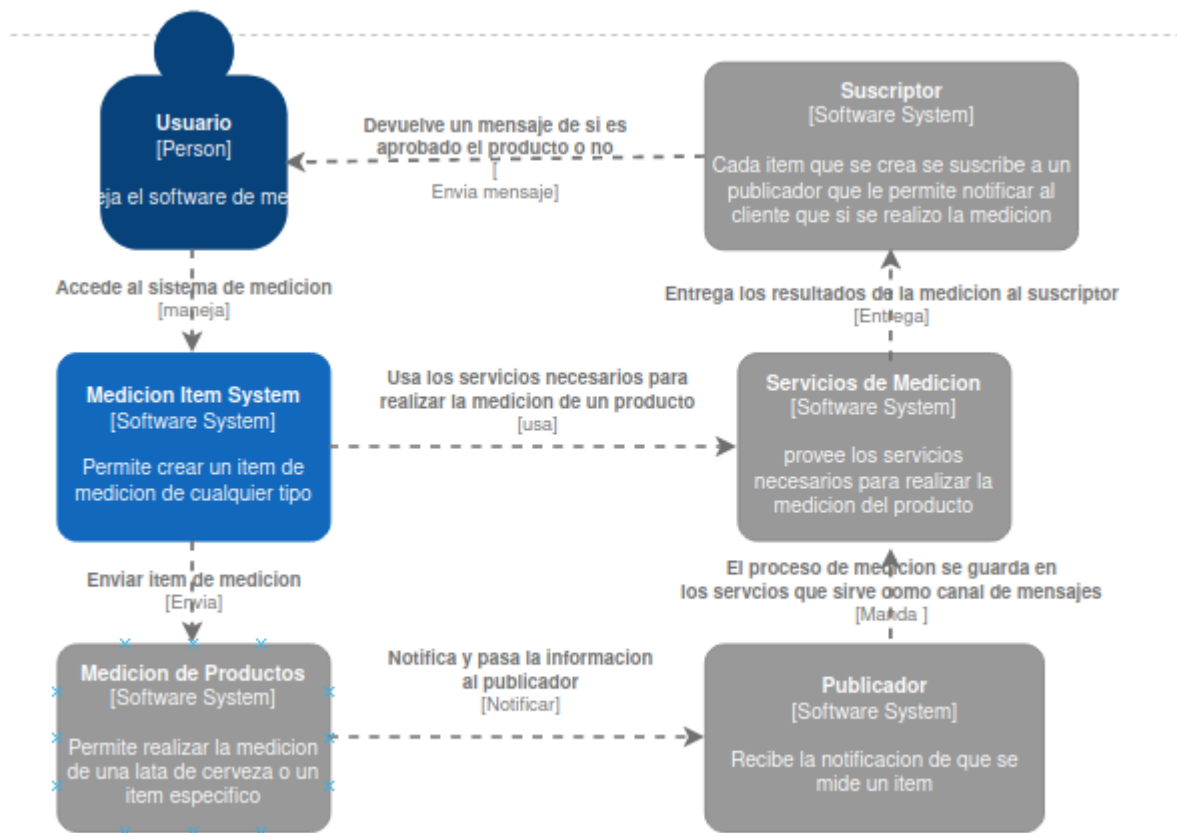 Usuario
[Person]
eja el software de me
Devuelve un mensaje de si es
aprobado el producto o no
[
Envia mensaje]
Suscriptor
[Software System]
Cada item que se crea se suscribe a un
publicador que le permite notificar al
cliente que si se realizo la medicion
Accede al sistema de medicion
[maneja]
Entrega los resultados de la medicion al suscriptor
[Entrega]
Medicion Item System
[Software System]
Permite crear un item de
medicion de cualquier tipo
Usa los servicios necesarios para
realizar la medicion de un producto
[usa]
Servicios de Medicion
[Software System]
provee los servicios
necesarios para realizar la
medicion del producto
Enviar item de medicion
[Envia]
El proceso de medicion se guarda en
los servcios que sirve como canal de mensajes
[Manda ]
Medicion de Productos
[Software System]
Permite realizar la medicion
de una lata de cerveza o un
item especifico
Notifica y pasa la informacion
al publicador
[Notificar]
Publicador
[Software System]
Recibe la notificacion de que se
mide un item